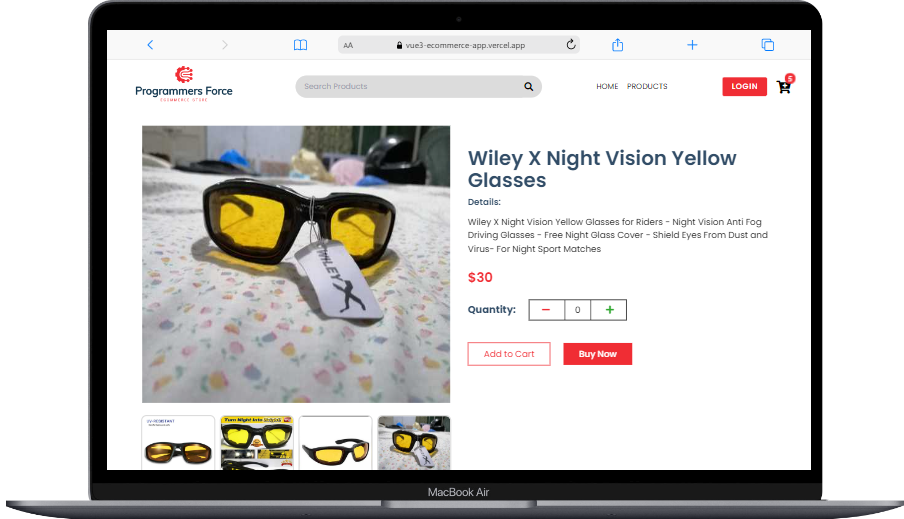 AA vue3-ecommerce-app.vercel.app
Programmers Force
ECOMMERCE STORE
Search Products
HOME PRODUCTS
LOGIN
5
Wiley X Night Vision Yellow
Glasses
Details:
Wiley X Night Vision Yellow Glasses for Riders - Night Vision Anti Fog
Driving Glasses - Free Night Glass Cover - Shield Eyes From Dust and
Virus- For Night Sport Matches
$30
Quantity: − 0 +
Add to Cart Buy Now
WILEY X
UV-RESISTANT
Turn Night Into
MacBook Air